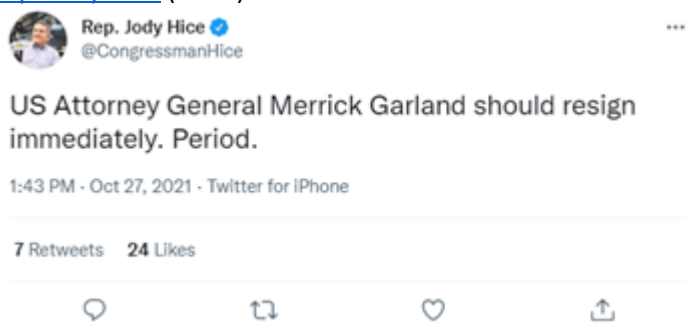 Rep. Jody Hice
@CongressmanHice
US Attorney General Merrick Garland should resign
immediately. Period.
1:43 PM · Oct 27, 2021 · Twitter for iPhone
7 Retweets 24 Likes